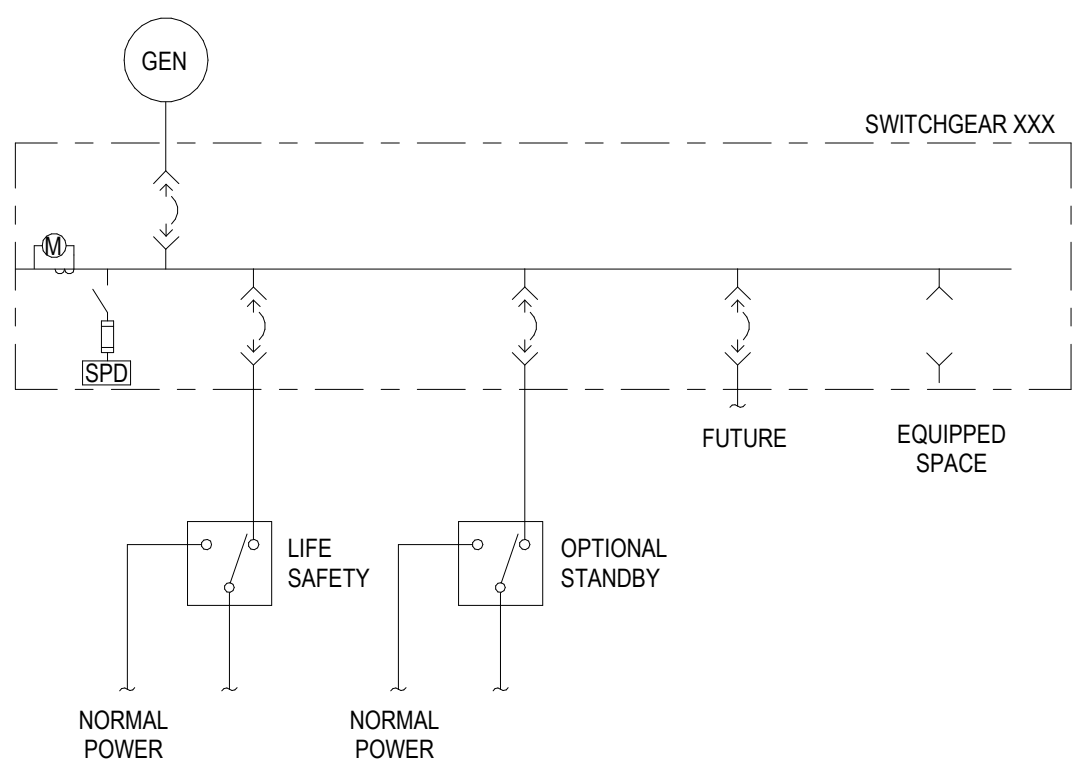 GEN
SWITCHGEAR XXX
M
SPD
FUTURE
EQUIPPED
SPACE
LIFE
SAFETY
OPTIONAL
STANDBY
NORMAL
POWER
NORMAL
POWER